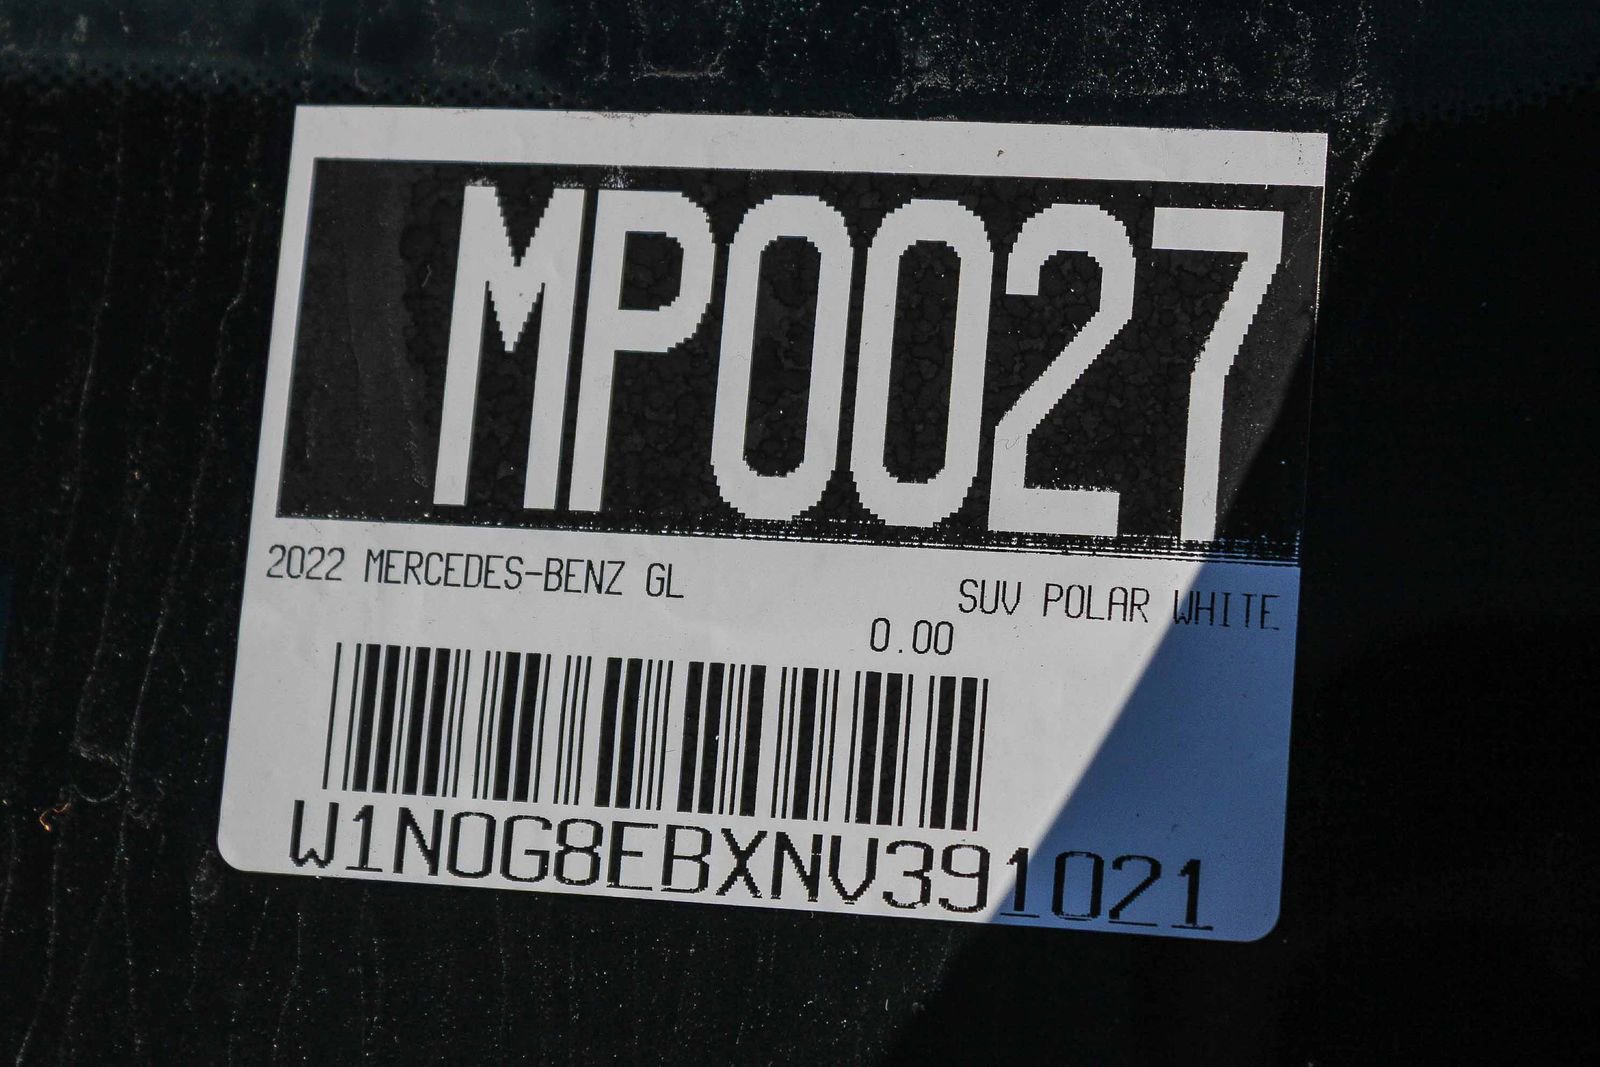 MP0027
2022 MERCEDES-BENZ GL SUV POLAR WHITE
0.00
W1N0G8EBXNV391021